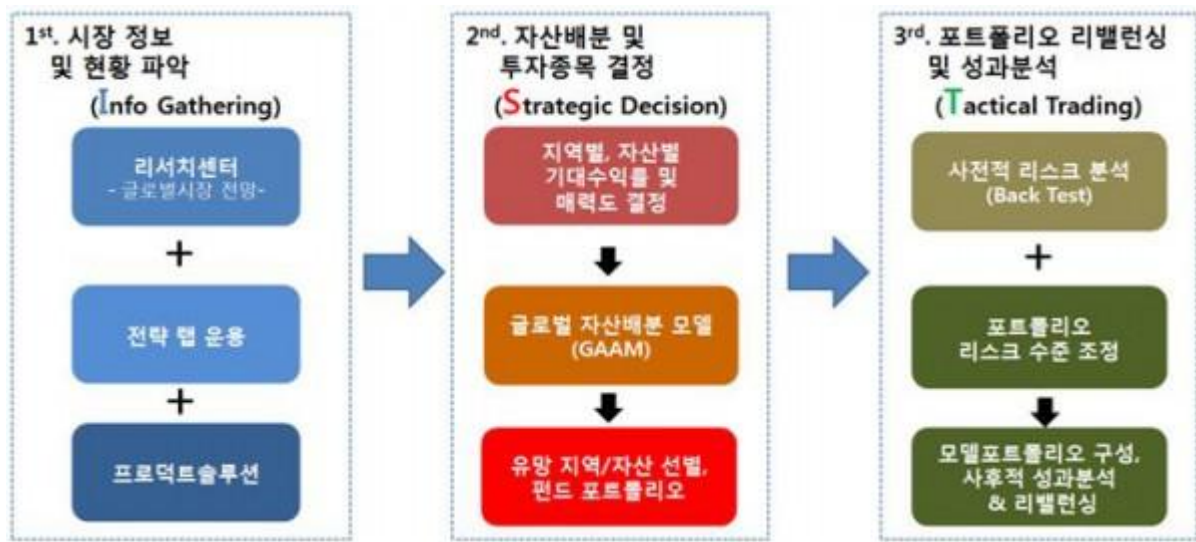 1st. 시장 정보
및 현황 파악
(Info Gathering)
리서치센터
- 글로벌시장 전망-
+
전략 랩 운용
+
프로덕트솔루션
2nd. 자산배분 및
투자종목 결정
(Strategic Decision)
지역별, 자산별
기대수익률 및
매력도 결정
글로벌 자산배분 모델
(GAAM)
유망 지역/자산 선별,
펀드 포트폴리오
3rd. 포트폴리오 리밸런싱
및 성과분석
(Tactical Trading)
사전적 리스크 분석
(Back Test)
+
포트폴리오
리스크 수준 조정
모델포트폴리오 구성,
사후적 성과분석
& 리밸런싱